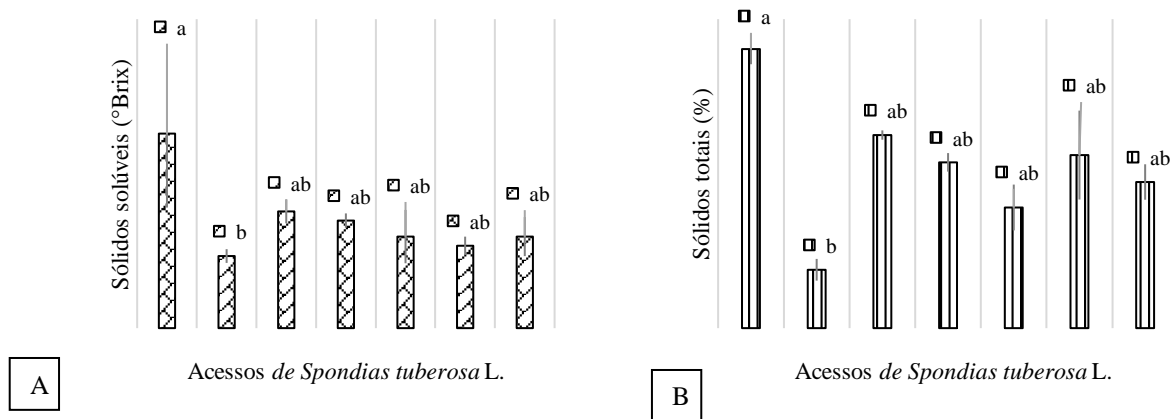 Sólidos solúveis (°Brix)
a
b
ab
ab
ab
ab
ab
Acessos de Spondias tuberosa L.
A
Sólidos totais (%)
a
b
ab
ab
ab
ab
ab
Acessos de Spondias tuberosa L.
B